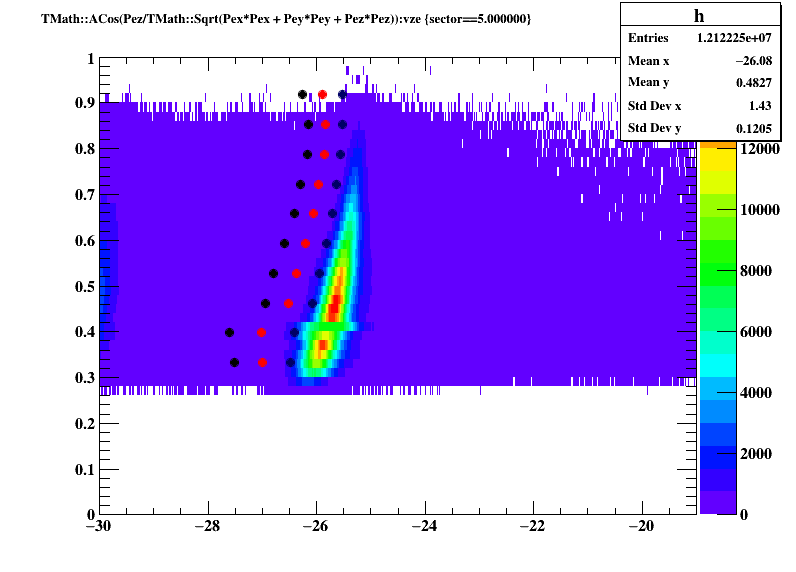 TMath::ACos(Pez/TMath::Sqrt(Pex*Pex + Pey*Pey + Pez*Pez)):vze {sector==5.000000}
h
Entries 1.212225e+07
Mean x −26.08
Mean y 0.4827
Std Dev x 1.43
Std Dev y 0.1205
1
0.9
0.8
0.7
0.6
0.5
0.4
0.3
0.2
0.1
0
−30 −28 −26 −24 −22 −20
12000
10000
8000
6000
4000
2000
0